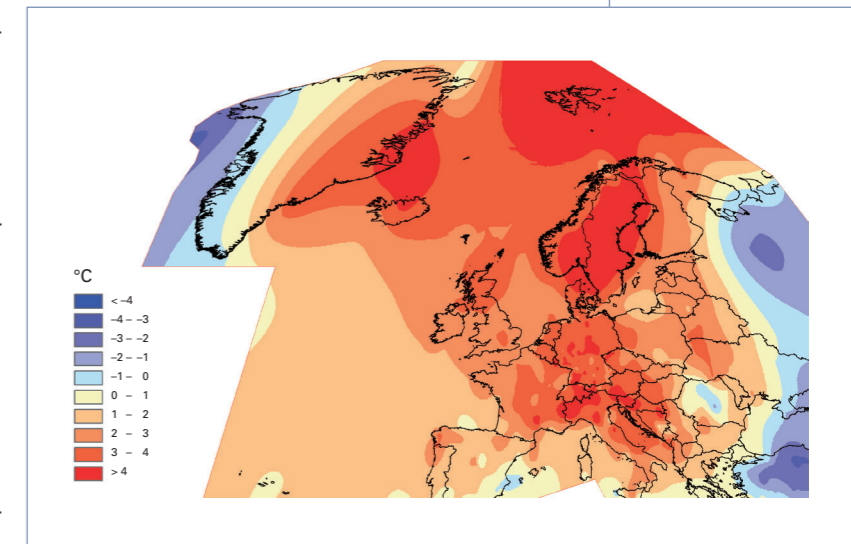 °C
< –4
–4 – –3
–3 – –2
–2 – –1
–1 – 0
0 – 1
1 – 2
2 – 3
3 – 4
> 4